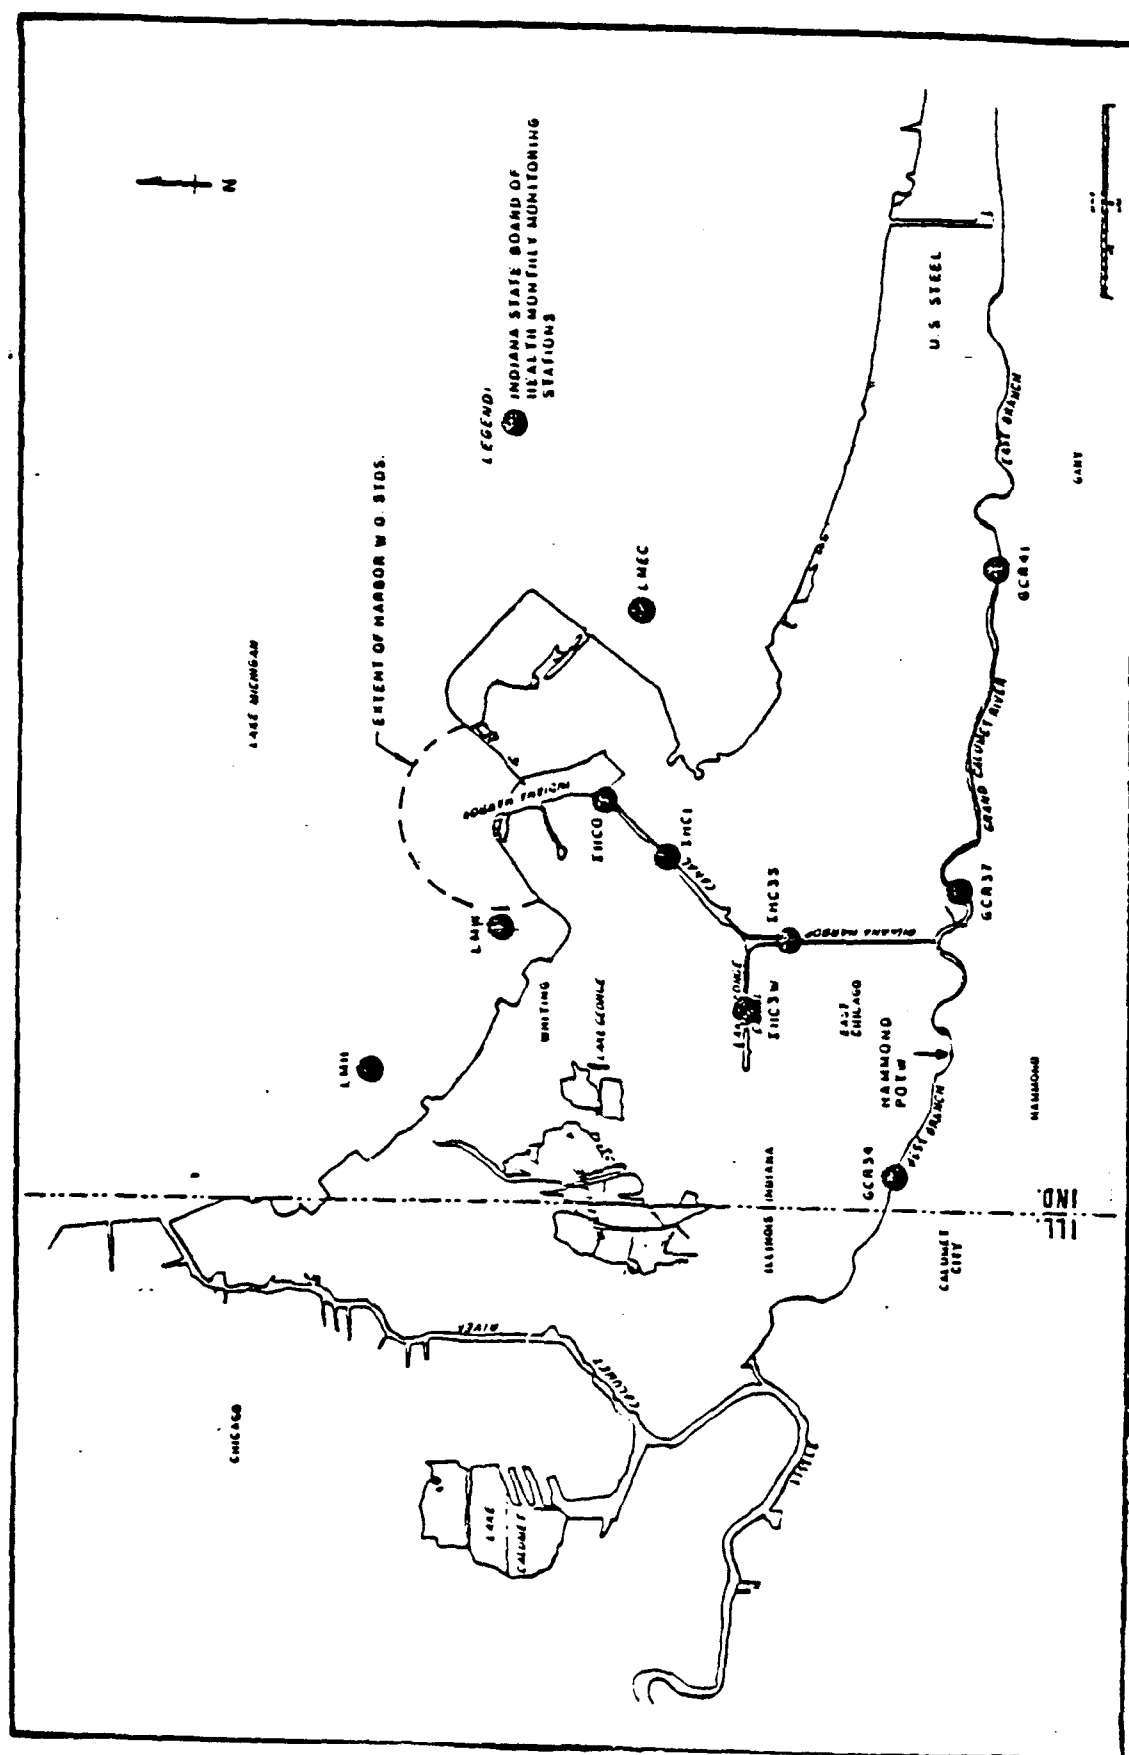 N
LEGEND:
INDIANA STATE BOARD OF
HEALTH MONTHLY MONITORING
STATIONS
EXTENT OF HARBOR W.Q. STDS.
LAKE MICHIGAN
LMEC
LMW
LMH
INDIANA HARBOR
IHC0
IHC1
CANAL
IHC3S
IHC3W
INDIANA HARBOR
WHITING
LAKE GEORGE
EAST
CHICAGO
HAMMOND
POTW
WEST BRANCH
GCR34
GCR37
GRAND CALUMET RIVER
GCR41
EAST BRANCH
U.S STEEL
GARY
HAMMOND
ILLINOIS
INDIANA
ILL.
IND.
CALUMET
CITY
CHICAGO
CALUMET
RIVER
LAKE
CALUMET
LITTLE